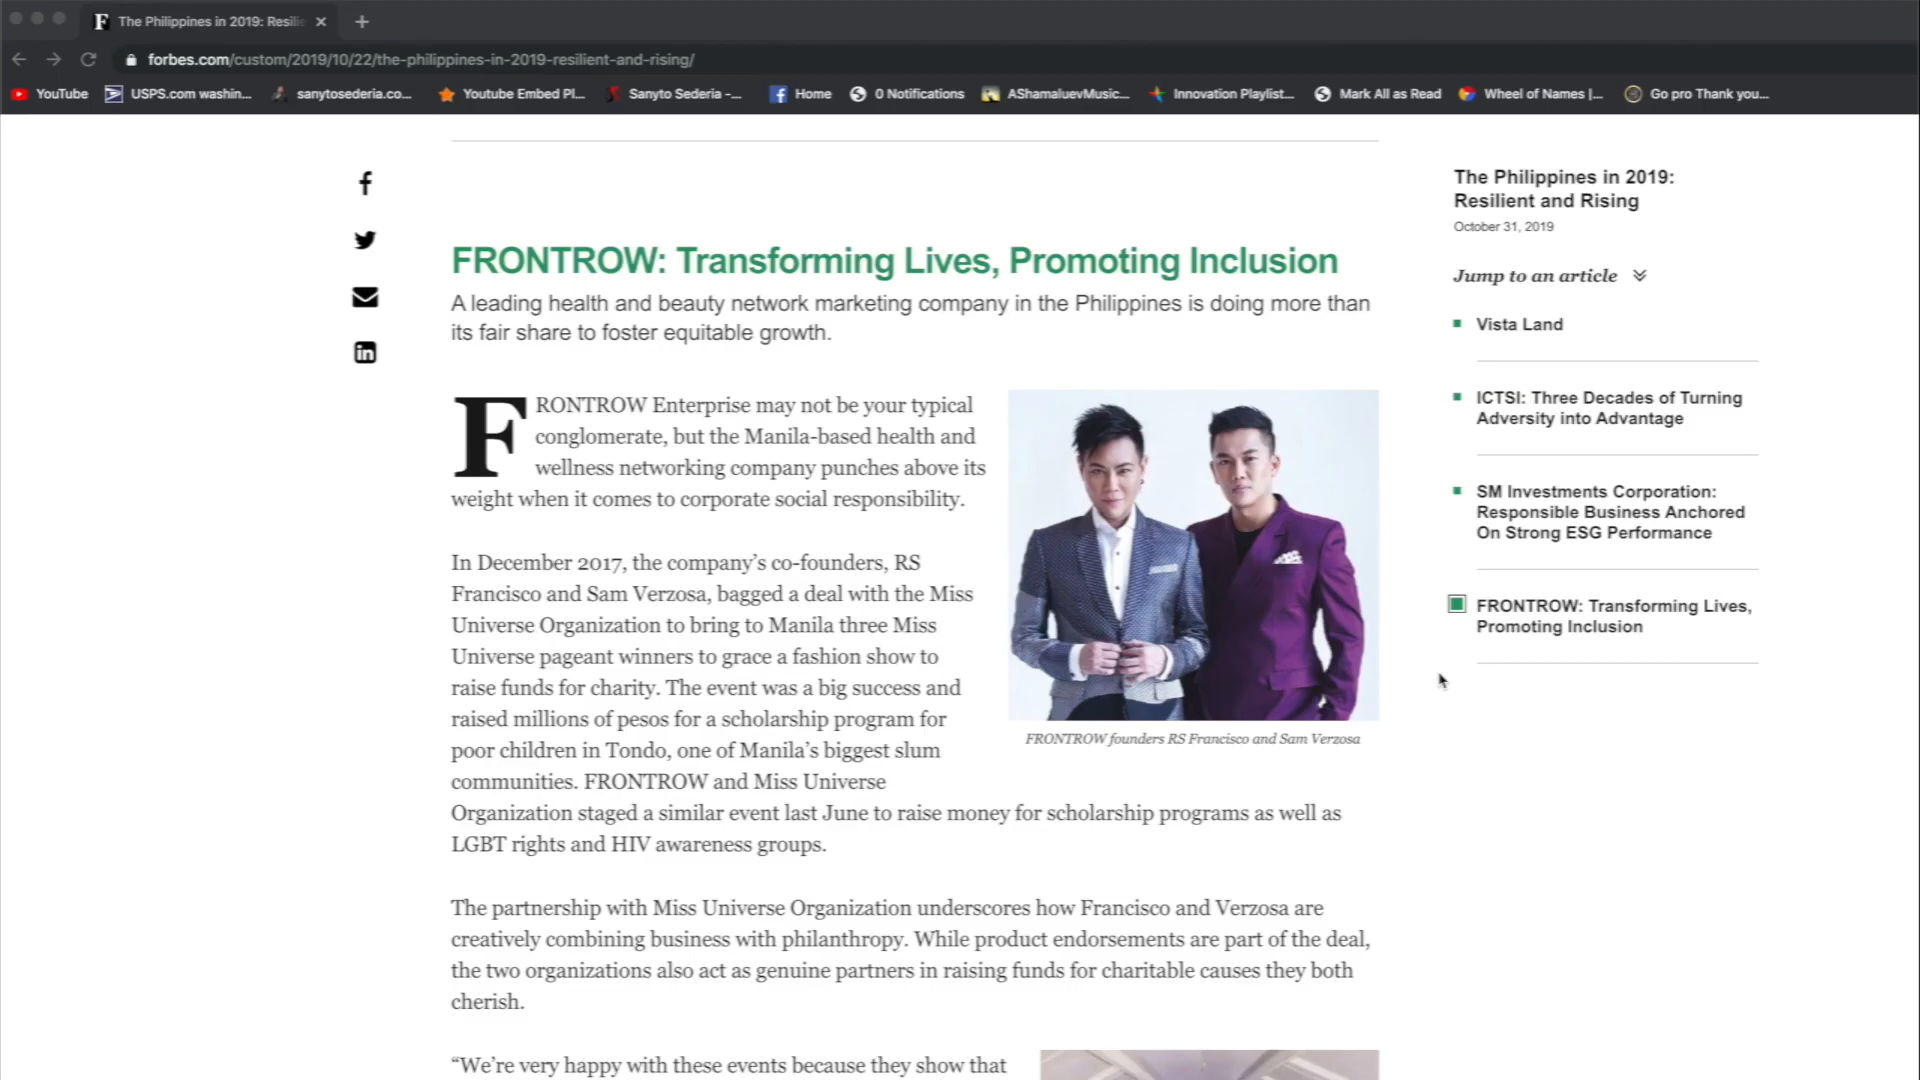 The Philippines in 2019: Resilie
forbes.com/custom/2019/10/22/the-philippines-in-2019-resilient-and-rising/
YouTube
USPS.com washin...
sanytosederia.co...
Youtube Embed Pl...
Sanyto Sederia -...
Home
0 Notifications
AShamaluevMusic...
Innovation Playlist...
Mark All as Read
Wheel of Names |...
Go pro Thank you...
FRONTROW: Transforming Lives, Promoting Inclusion
A leading health and beauty network marketing company in the Philippines is doing more than
its fair share to foster equitable growth.
FRONTROW Enterprise may not be your typical
conglomerate, but the Manila-based health and
wellness networking company punches above its
weight when it comes to corporate social responsibility.
In December 2017, the company's co-founders, RS
Francisco and Sam Verzosa, bagged a deal with the Miss
Universe Organization to bring to Manila three Miss
Universe pageant winners to grace a fashion show to
raise funds for charity. The event was a big success and
raised millions of pesos for a scholarship program for
poor children in Tondo, one of Manila's biggest slum
communities. FRONTROW and Miss Universe
Organization staged a similar event last June to raise money for scholarship programs as well as
LGBT rights and HIV awareness groups.
FRONTROW founders RS Francisco and Sam Verzosa
The partnership with Miss Universe Organization underscores how Francisco and Verzosa are
creatively combining business with philanthropy. While product endorsements are part of the deal,
the two organizations also act as genuine partners in raising funds for charitable causes they both
cherish.
“We're very happy with these events because they show that
The Philippines in 2019:
Resilient and Rising
October 31, 2019
Jump to an article
Vista Land
ICTSI: Three Decades of Turning
Adversity into Advantage
SM Investments Corporation:
Responsible Business Anchored
On Strong ESG Performance
FRONTROW: Transforming Lives,
Promoting Inclusion